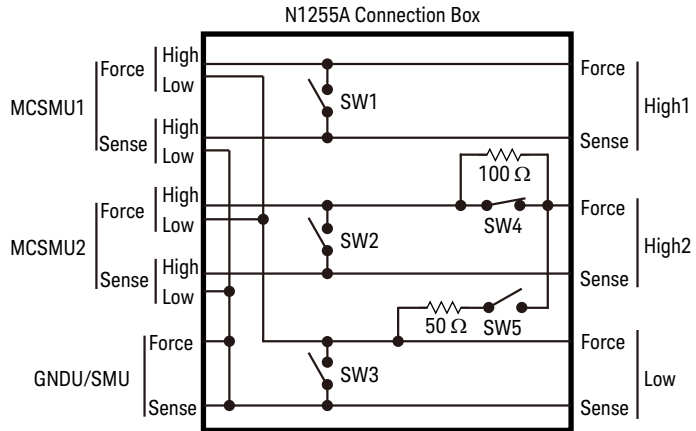 N1255A Connection Box
MCSMU1
Force
High
Low
Sense
High
Low
SW1
Force
High1
Sense
100 Ω
SW4
MCSMU2
Force
High
Low
Sense
High
Low
SW2
Force
High2
Sense
50 Ω
SW5
GNDU/SMU
Force
Sense
SW3
Force
Low
Sense